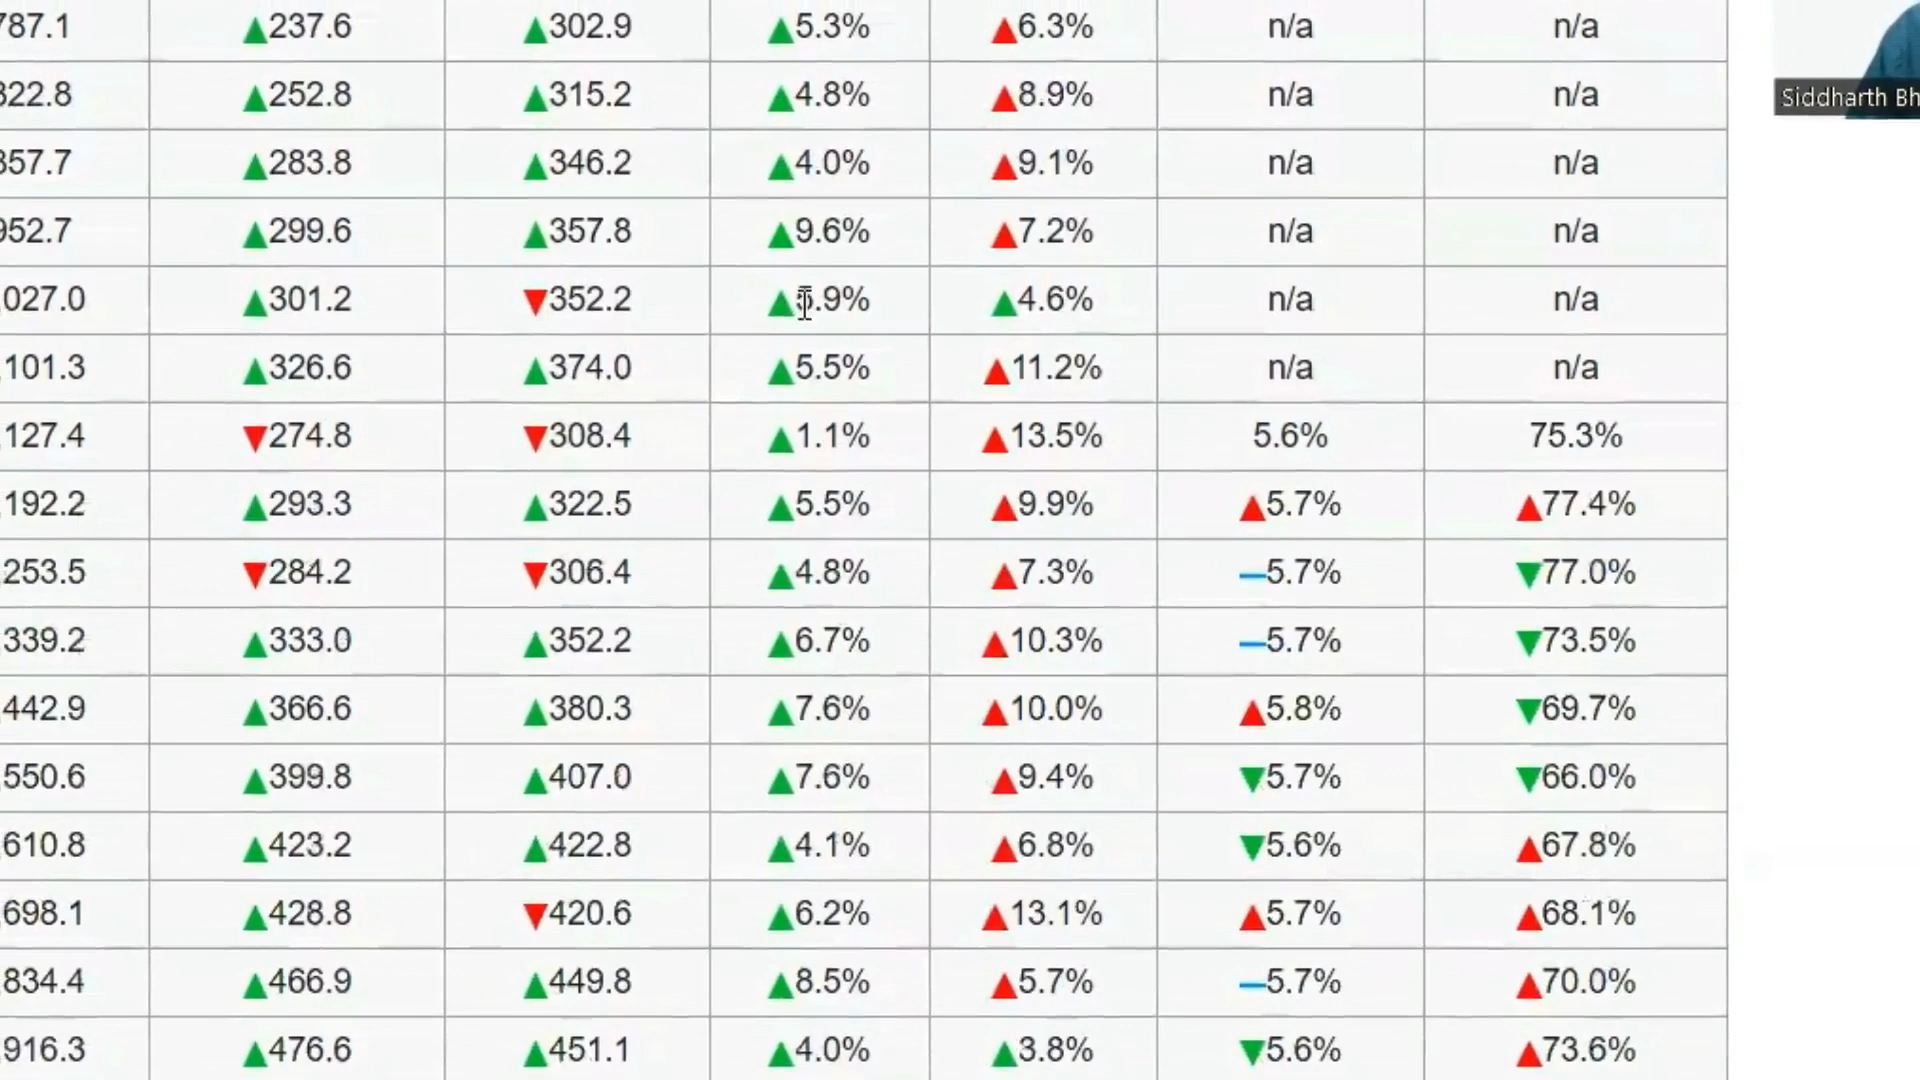 787.1 ▲237.6 ▲302.9 ▲5.3% ▲6.3% n/a n/a
822.8 ▲252.8 ▲315.2 ▲4.8% ▲8.9% n/a n/a
Siddharth Bh
857.7 ▲283.8 ▲346.2 ▲4.0% ▲9.1% n/a n/a
952.7 ▲299.6 ▲357.8 ▲9.6% ▲7.2% n/a n/a
,027.0 ▲301.2 ▼352.2 ▲.9% ▲4.6% n/a n/a
,101.3 ▲326.6 ▲374.0 ▲5.5% ▲11.2% n/a n/a
,127.4 ▼274.8 ▼308.4 ▲1.1% ▲13.5% 5.6% 75.3%
,192.2 ▲293.3 ▲322.5 ▲5.5% ▲9.9% ▲5.7% ▲77.4%
,253.5 ▼284.2 ▼306.4 ▲4.8% ▲7.3% 5.7% ▼77.0%
,339.2 ▲333.0 ▲352.2 ▲6.7% ▲10.3% 5.7% ▼73.5%
,442.9 ▲366.6 ▲380.3 ▲7.6% ▲10.0% ▲5.8% ▼69.7%
,550.6 ▲399.8 ▲407.0 ▲7.6% ▲9.4% ▼5.7% ▼66.0%
,610.8 ▲423.2 ▲422.8 ▲4.1% ▲6.8% ▼5.6% ▲67.8%
,698.1 ▲428.8 ▼420.6 ▲6.2% ▲13.1% ▲5.7% ▲68.1%
,834.4 ▲466.9 ▲449.8 ▲8.5% ▲5.7% 5.7% ▲70.0%
,916.3 ▲476.6 ▲451.1 ▲4.0% ▲3.8% ▼5.6% ▲73.6%